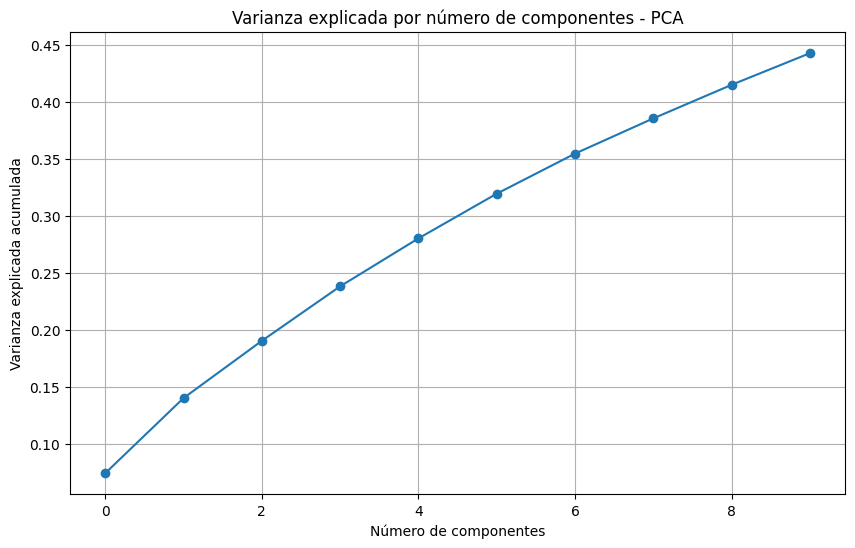 Varianza explicada por número de componentes - PCA
Varianza explicada acumulada
0.45
0.40
0.35
0.30
0.25
0.20
0.15
0.10
0 2 4 6 8
Número de componentes